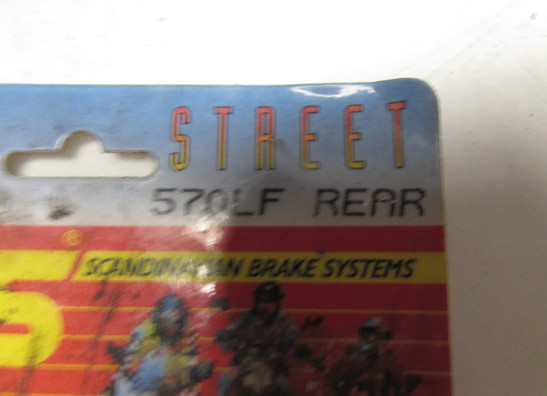 STREET
570LF REAR
S®
SCANDINAVIAN BRAKE SYSTEMS